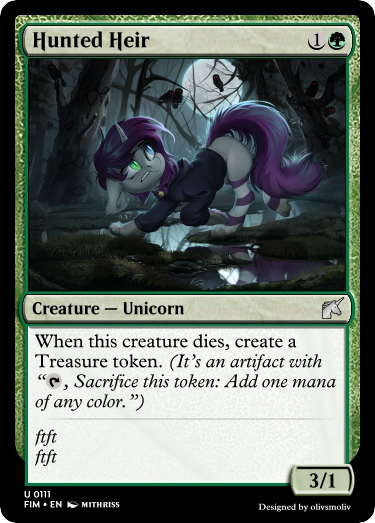 Hunted Heir 1
Creature — Unicorn
When this creature dies, create a
Treasure token. (It's an artifact with
“, Sacrifice this token: Add one mana
of any color.”)
ftft
ftft
3/1
U 0111
FIM • EN MITHRISS
Designed by olivsmoliv